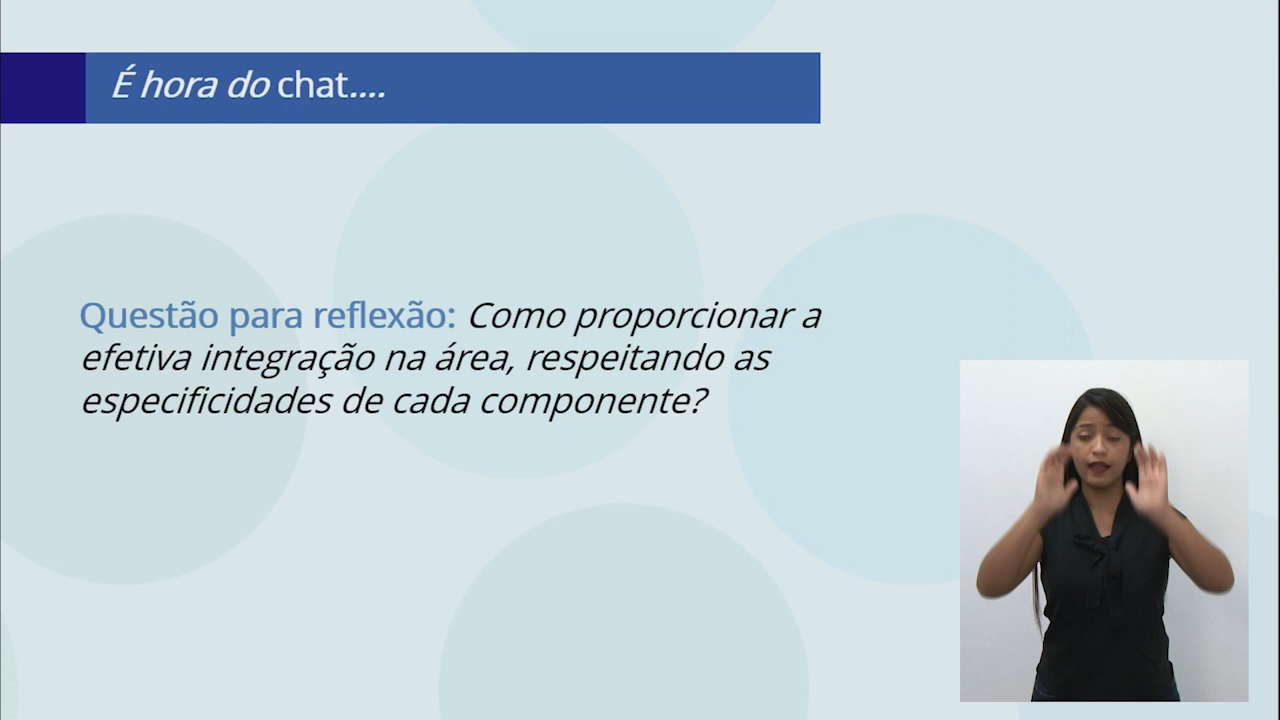 É hora do chat....
Questão para reflexão: Como proporcionar a
efetiva integração na área, respeitando as
especificidades de cada componente?